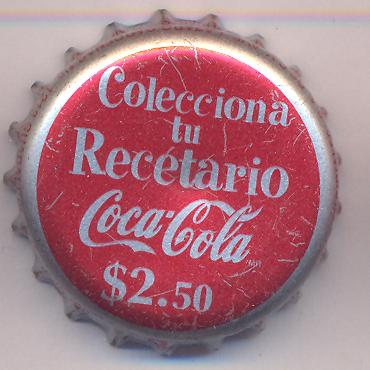 Colecciona
tu
Recetario
Coca-Cola
$2.50